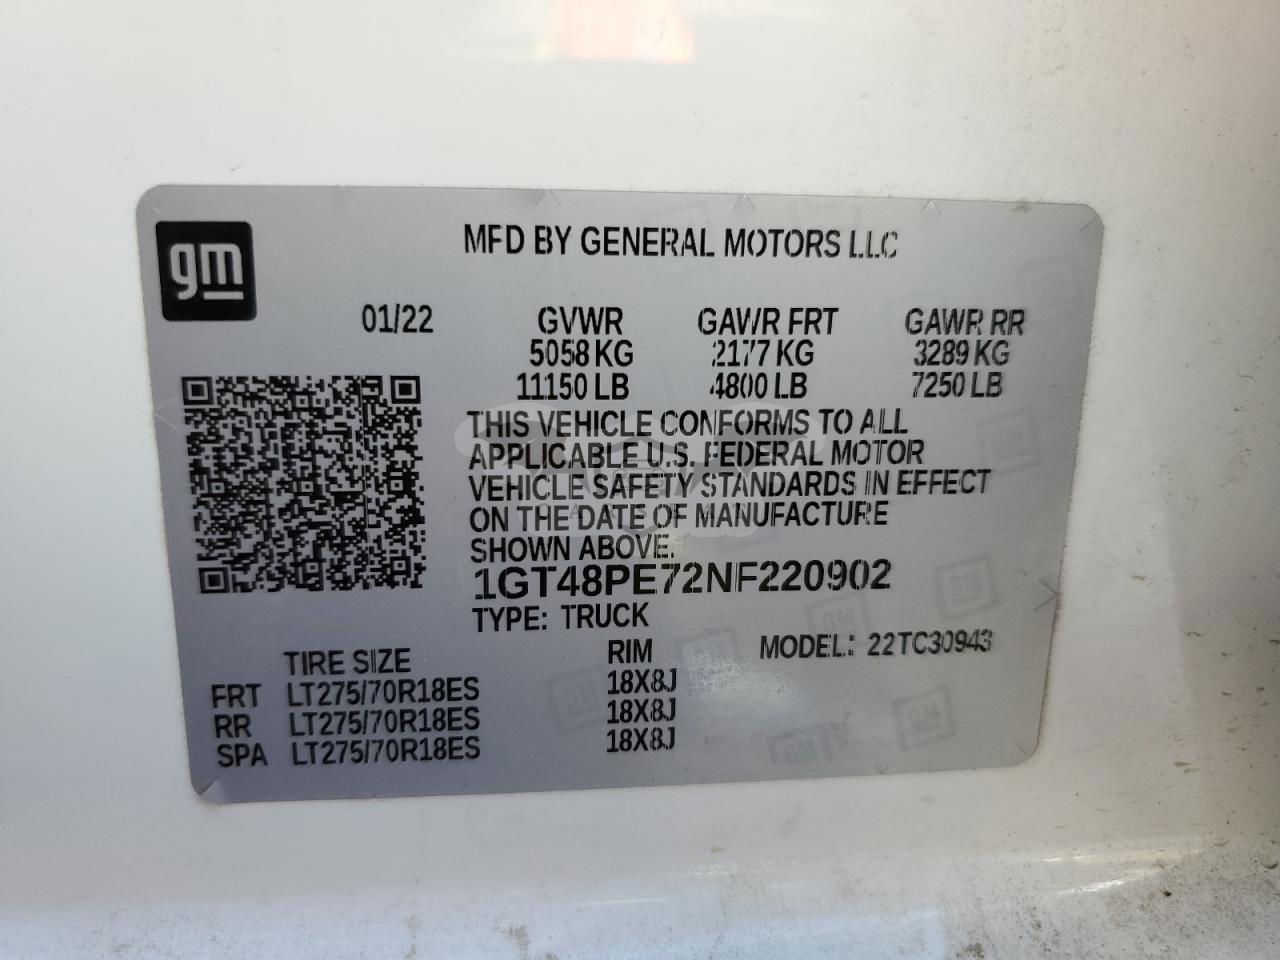 gm
MFD BY GENERAL MOTORS LLC
01/22 GVWR GAWR FRT GAWR RR
5058 KG 2177 KG 3289 KG
11150 LB 4800 LB 7250 LB
THIS VEHICLE CONFORMS TO ALL
APPLICABLE U.S. FEDERAL MOTOR
VEHICLE SAFETY STANDARDS IN EFFECT
ON THE DATE OF MANUFACTURE
SHOWN ABOVE.
1GT48PE72NF220902
TYPE: TRUCK
TIRE SIZE RIM MODEL: 22TC30943
FRT LT275/70R18ES 18X8J
RR LT275/70R18ES 18X8J
SPA LT275/70R18ES 18X8J